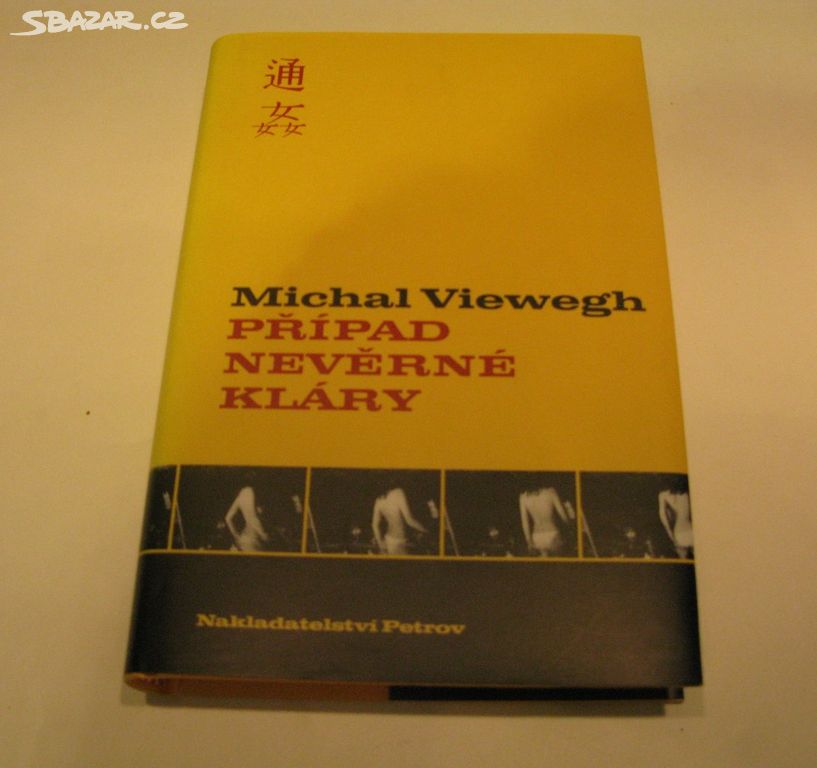 SBAZAR.CZ
通
姦
Michal Viewegh
PŘÍPAD
NEVĚRNÉ
KLÁRY
Nakladatelství Petrov